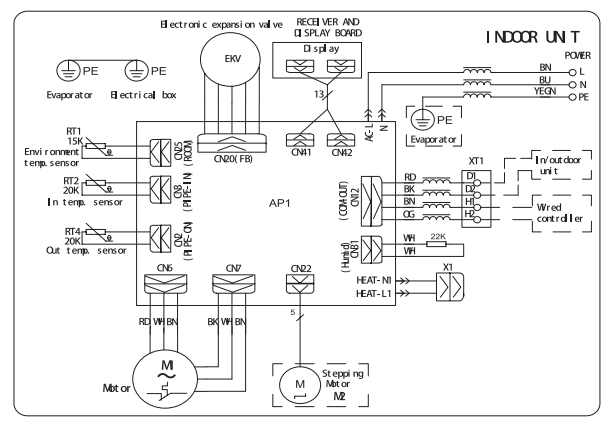 Electronic expansion valve
RECEIVER AND
DISPLAY BOARD
INDOOR UNIT
Display
EKV
POWER
BN
L
BU
N
YEGN
PE
PE
PE
Evaporator
Electrical box
13
AC-L
N
PE
Evaporator
RT1
15K
Environment
temp. sensor
CN25
(ROOM)
CN20(FB)
CN41
CN42
XT1
RT2
20K
In temp. sensor
CN8
(PIPE-IN)
AP1
CN12
(COM-OUT)
RD
D1
BK
D2
BN
H1
OG
H2
In/outdoor
unit
Wired
controller
RT4
20K
Out temp. sensor
CN2
WH
22K
WH
CN31
(Humid)
CN6
CN7
CN22
HEAT-N1
HEAT-L1
X1
5
RD WH BN
BK WH BN
M1
Motor
M
Stepping
Motor
M2